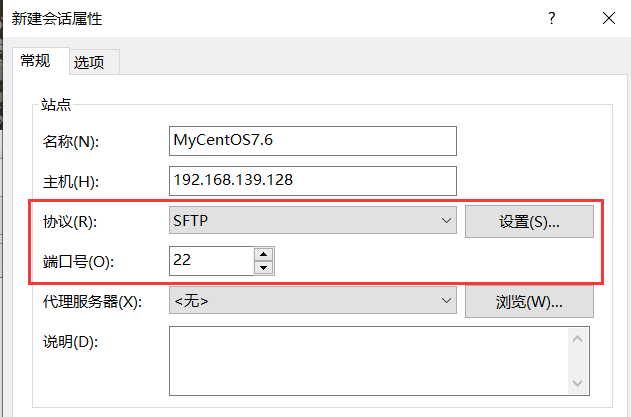 新建会话属性
常规 选项
站点
名称(N): MyCentOS7.6
主机(H): 192.168.139.128
协议(R): SFTP 设置(S)...
端口号(O): 22
代理服务器(X): <无> 浏览(W)...
说明(D):